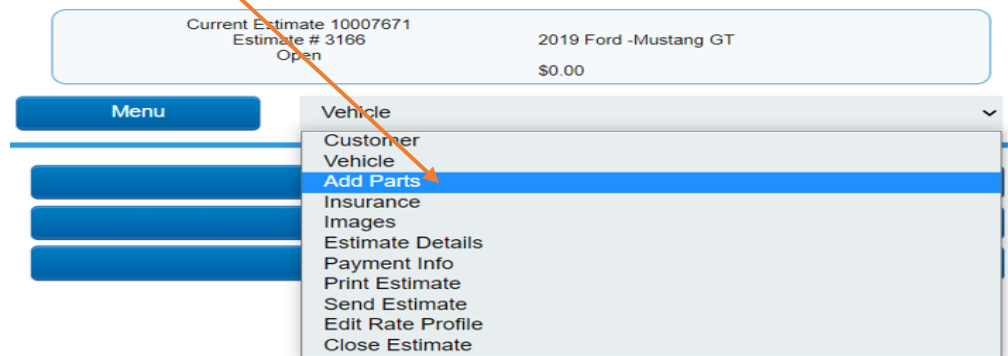 Current Estimate 10007671
Estimate # 3166
2019 Ford -Mustang GT
Open
$0.00
Menu
Vehicle
Customer
Vehicle
Add Parts
Insurance
Images
Estimate Details
Payment Info
Print Estimate
Send Estimate
Edit Rate Profile
Close Estimate